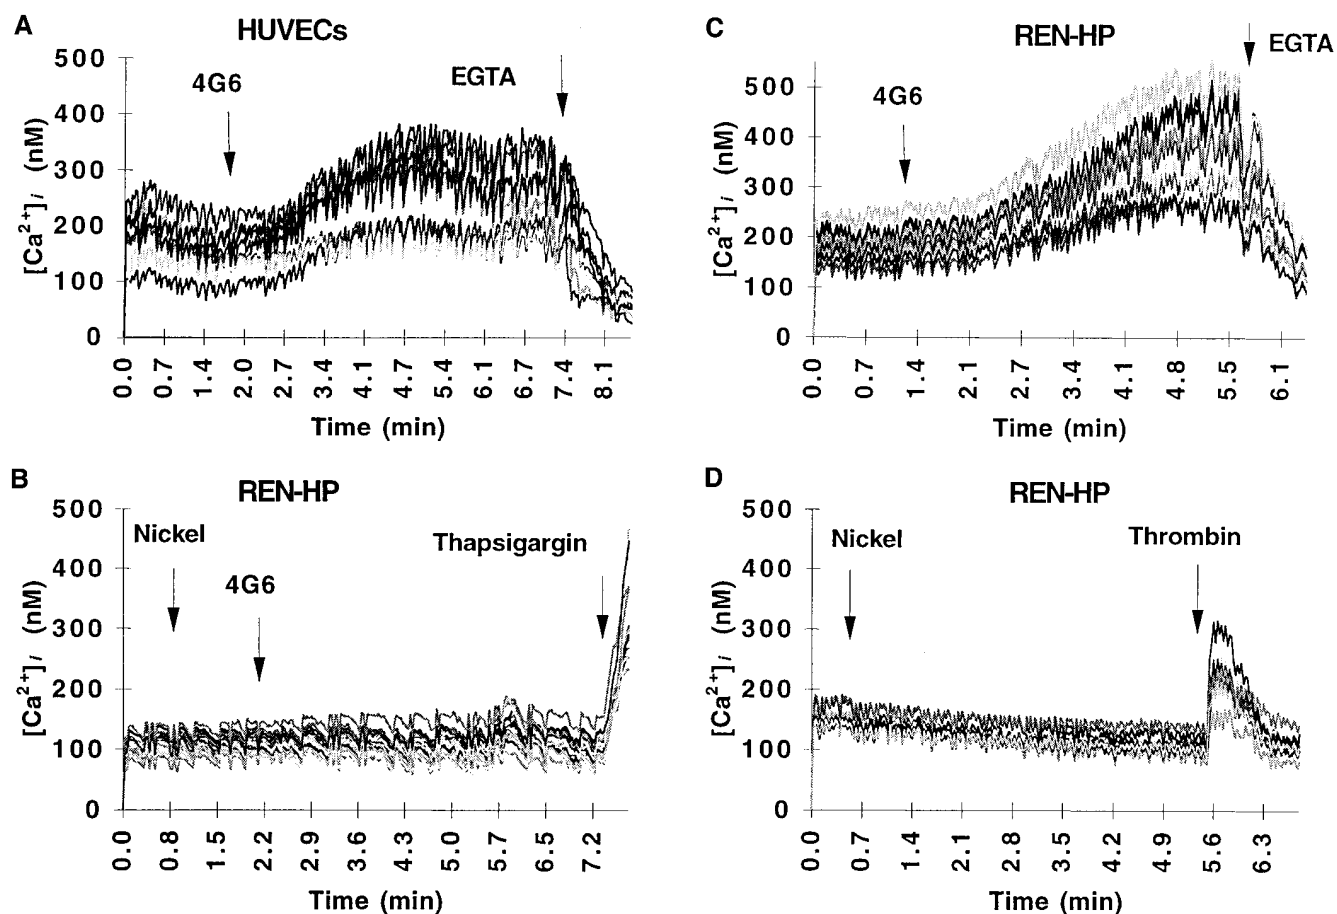 A
HUVECs
500
400
300
200
100
0
[Ca²⁺]i (nM)
4G6
EGTA
0.0 0.7 1.4 2.0 2.7 3.4 4.1 4.7 5.4 6.1 6.7 7.4 8.1
Time (min)
C
REN-HP
500
400
300
200
100
0
[Ca²⁺]i (nM)
4G6
EGTA
0.0 0.7 1.4 2.1 2.7 3.4 4.1 4.8 5.5 6.1
Time (min)
B
REN-HP
500
400
300
200
100
0
[Ca²⁺]i (nM)
Nickel
4G6
Thapsigargin
0.0 0.8 1.5 2.2 2.9 3.6 4.3 5.0 5.7 6.5 7.2
Time (min)
D
REN-HP
500
400
300
200
100
0
[Ca²⁺]i (nM)
Nickel
Thrombin
0.0 0.7 1.4 2.1 2.8 3.5 4.2 4.9 5.6 6.3
Time (min)